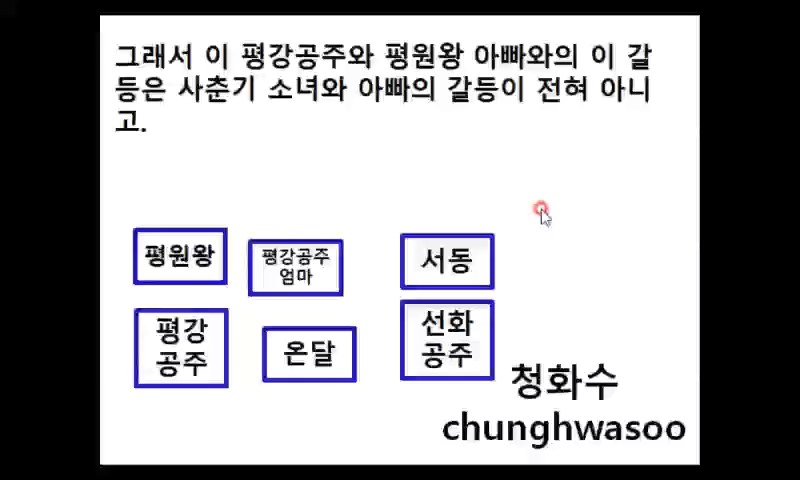 그래서 이 평강공주와 평원왕 아빠와의 이 갈
등은 사춘기 소녀와 아빠의 갈등이 전혀 아니
고.
평원왕
평강공주
엄마
서동
평강
공주
온달
선화
공주
청화수
chunghwasoo